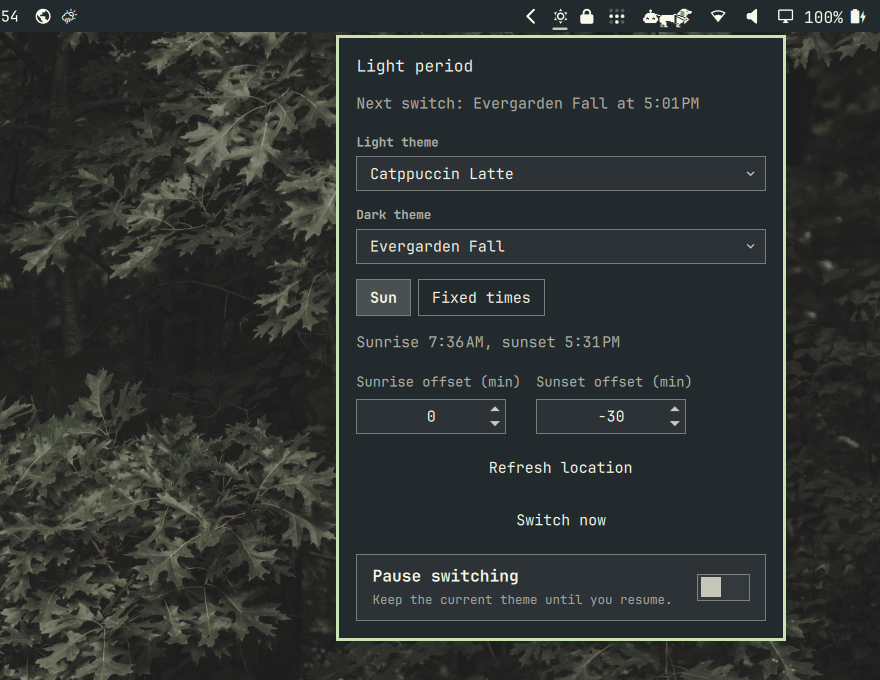 54
100%
Light period
Next switch: Evergarden Fall at 5:01PM
Light theme
Catppuccin Latte
Dark theme
Evergarden Fall
Sun Fixed times
Sunrise 7:36AM, sunset 5:31PM
Sunrise offset (min) Sunset offset (min)
0 -30
Refresh location
Switch now
Pause switching
Keep the current theme until you resume.